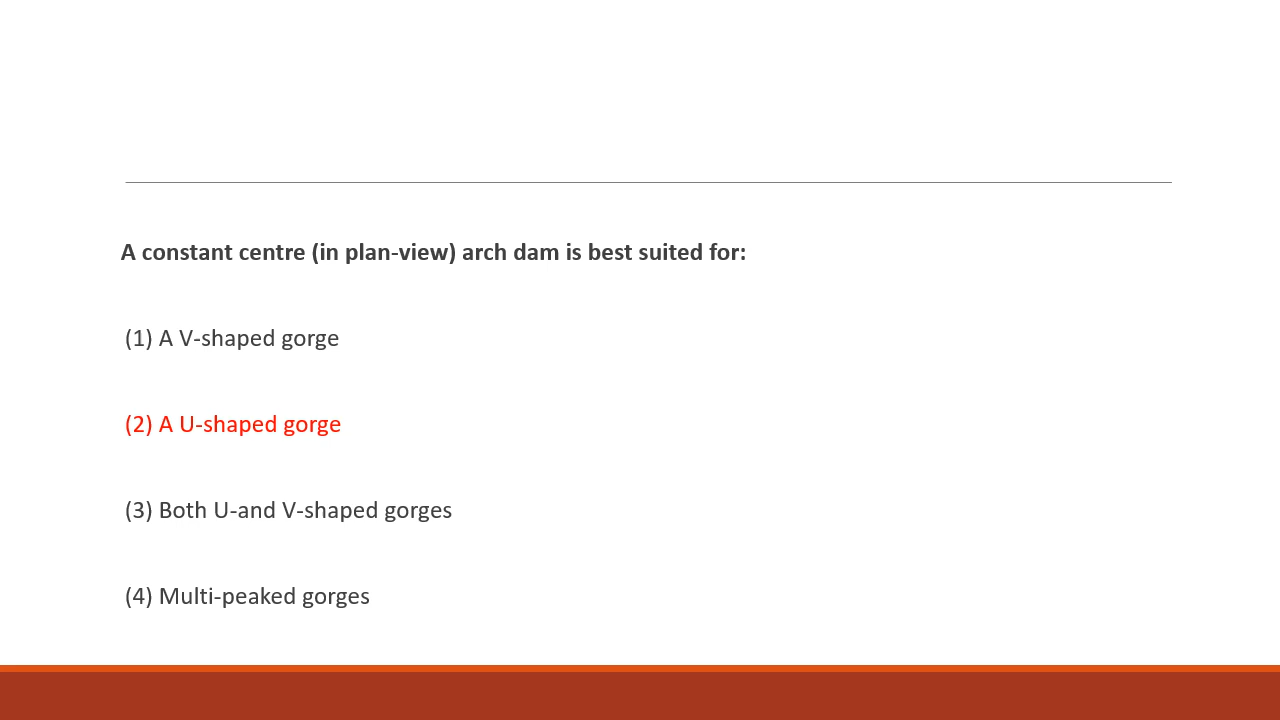 A constant centre (in plan-view) arch dam is best suited for:
(1) A V-shaped gorge
(2) A U-shaped gorge
(3) Both U-and V-shaped gorges
(4) Multi-peaked gorges